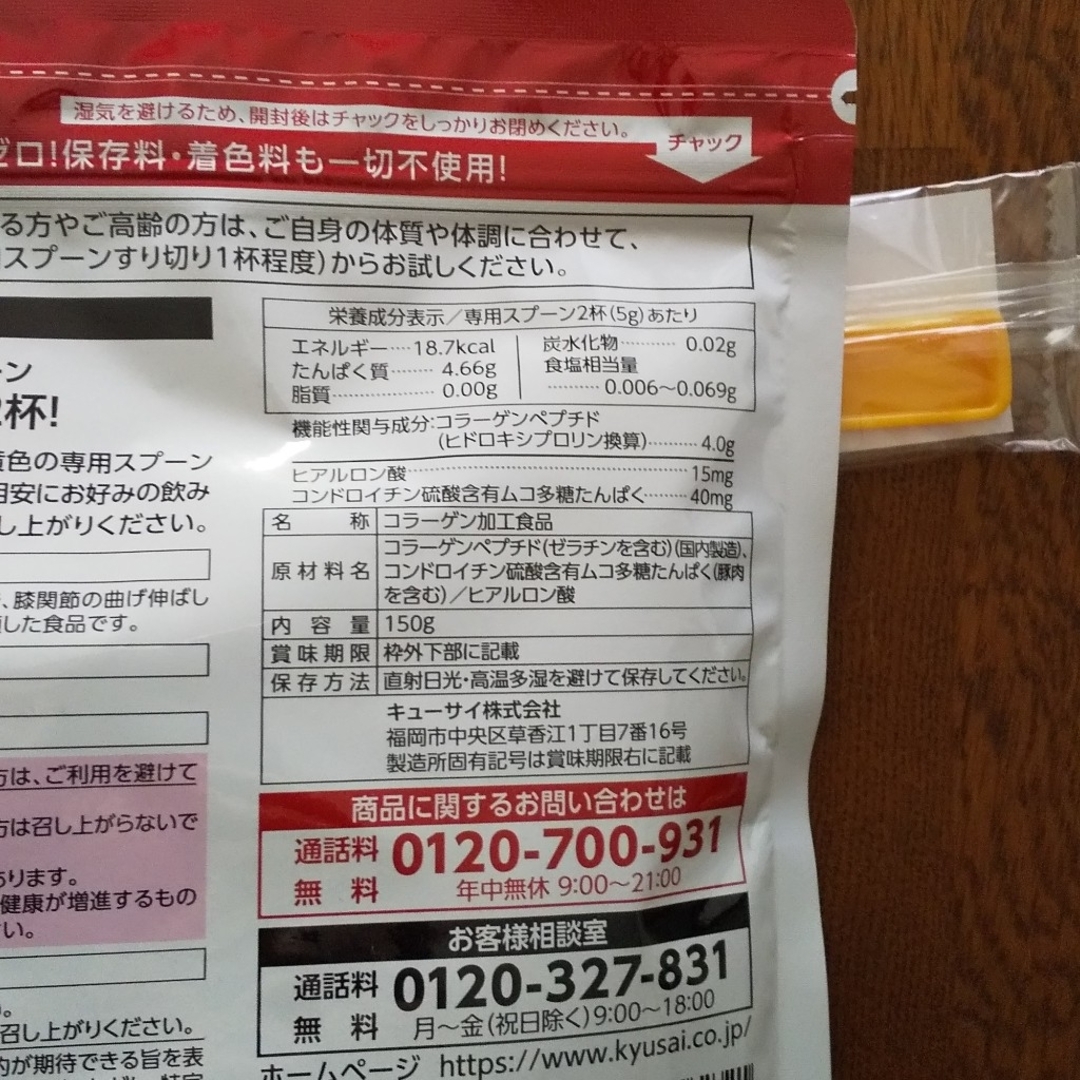 湿気を避けるため、開封後はチャックをしっかりお閉めください。
チャック
ゼロ!保存料・着色料も一切不使用!
る方やご高齢の方は、ご自身の体質や体調に合わせて、
スプーンすり切り1杯程度)からお試しください。
ーン
2杯!
黄色の専用スプーン
目安にお好みの飲み
し上がりください。
、膝関節の曲げ伸ばし
した食品です。
方は、ご利用を避けて
方は召し上がらないで
あります。
健康が増進するもの
い。
。
召し上がりください。
的が期待できる旨を表
栄養成分表示/専用スプーン2杯(5g)あたり
エネルギー……18.7kcal
たんぱく質……… 4.66g
脂質……………… 0.00g
炭水化物………… 0.02g
食塩相当量
………… 0.006〜0.069g
機能性関与成分:コラーゲンペプチド
(ヒドロキシプロリン換算)……… 4.0g
ヒアルロン酸……………………………… 15mg
コンドロイチン硫酸含有ムコ多糖たんぱく……… 40mg
名称 コラーゲン加工食品
原材料名 コラーゲンペプチド(ゼラチンを含む)(国内製造)、
コンドロイチン硫酸含有ムコ多糖たんぱく(豚肉
を含む)/ヒアルロン酸
内容量 150g
賞味期限 枠外下部に記載
保存方法 直射日光・高温多湿を避けて保存してください。
キューサイ株式会社
福岡市中央区草香江1丁目7番16号
製造所固有記号は賞味期限右に記載
商品に関するお問い合わせは
通話料無料 0120-700-931
年中無休 9:00〜21:00
お客様相談室
通話料無料 0120-327-831
月〜金(祝日除く)9:00〜18:00
ホームページ https://www.kyusai.co.jp/